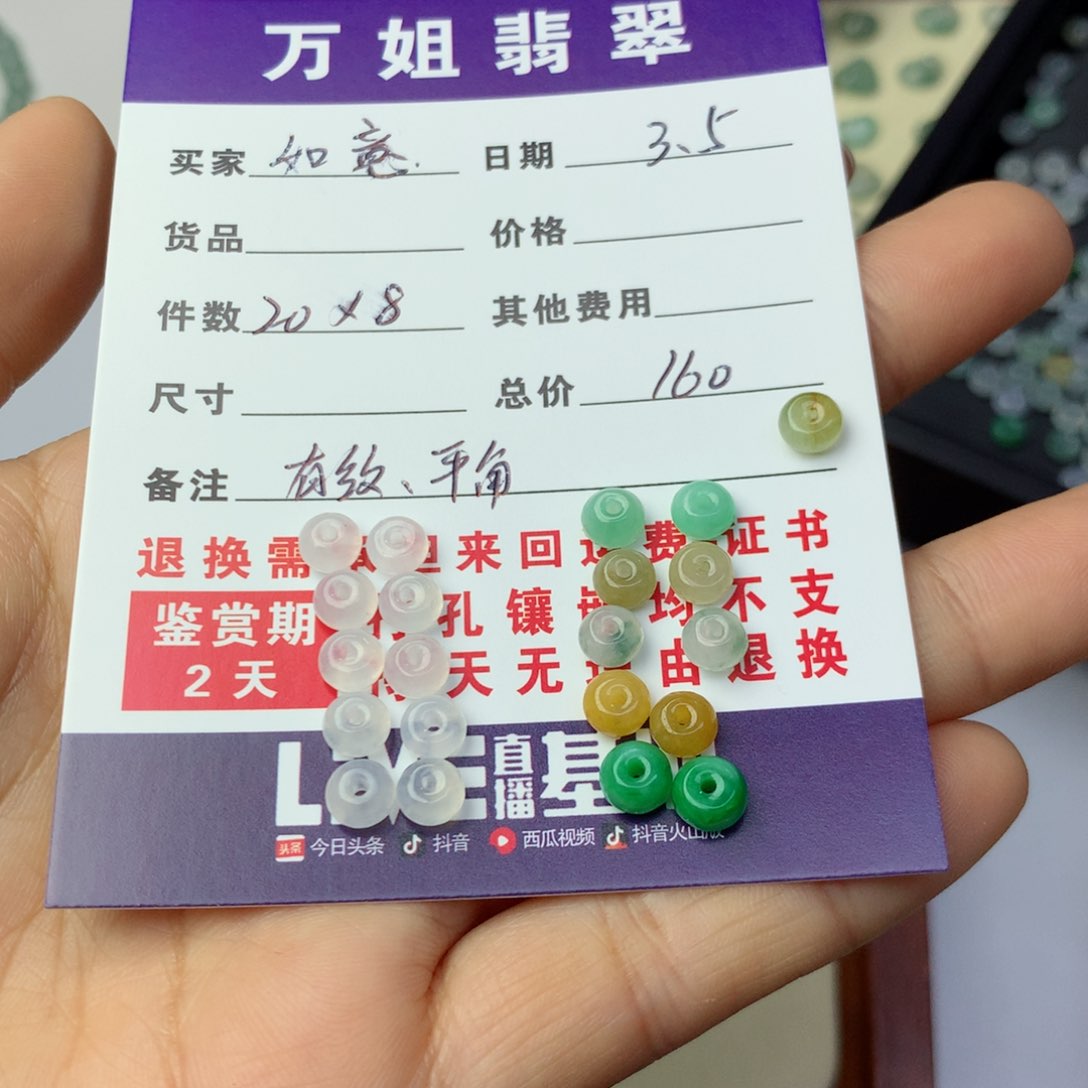 万姐翡翠
买家 如意. 日期 3.5
货品 价格
件数 20×8 其他费用
尺寸 总价 160
备注 有纹、平角
退换需 来回 费 证书
鉴赏期 孔镶 均不支
2天 天无 由退换
直播基
今日头条 抖音 西瓜视频 抖音火山版